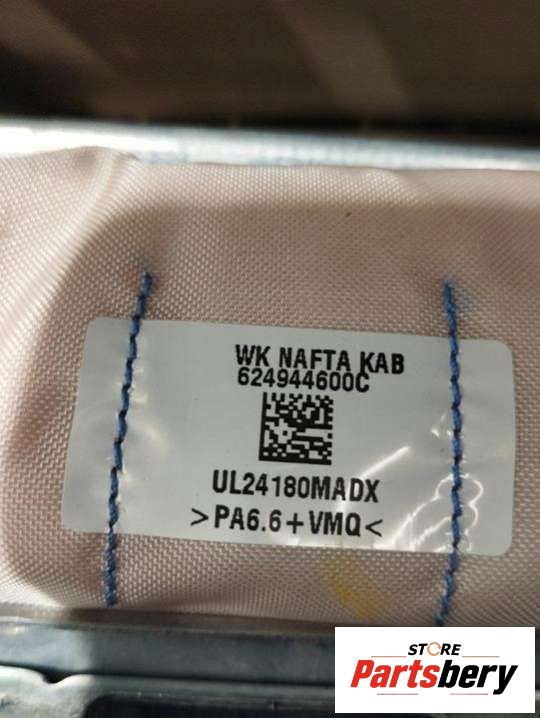 WK NAFTA KAB
624944600C
UL24180MADX
>PA6.6+VMQ<
STORE
Partsbery